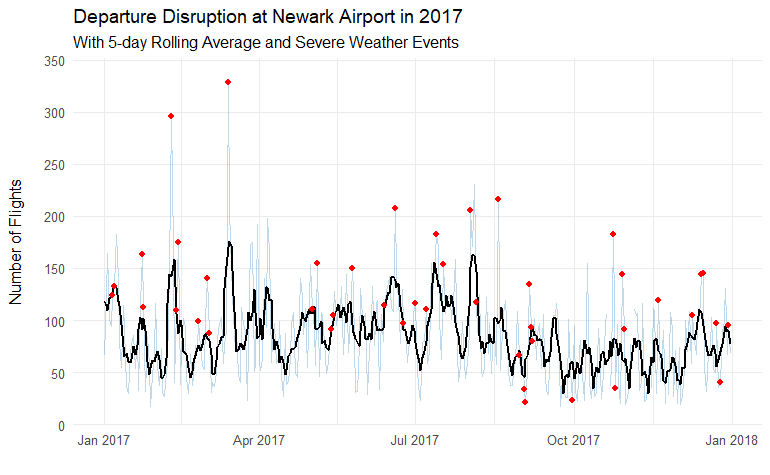 Departure Disruption at Newark Airport in 2017
With 5-day Rolling Average and Severe Weather Events
Number of Flights
350
300
250
200
150
100
50
0
Jan 2017
Apr 2017
Jul 2017
Oct 2017
Jan 2018